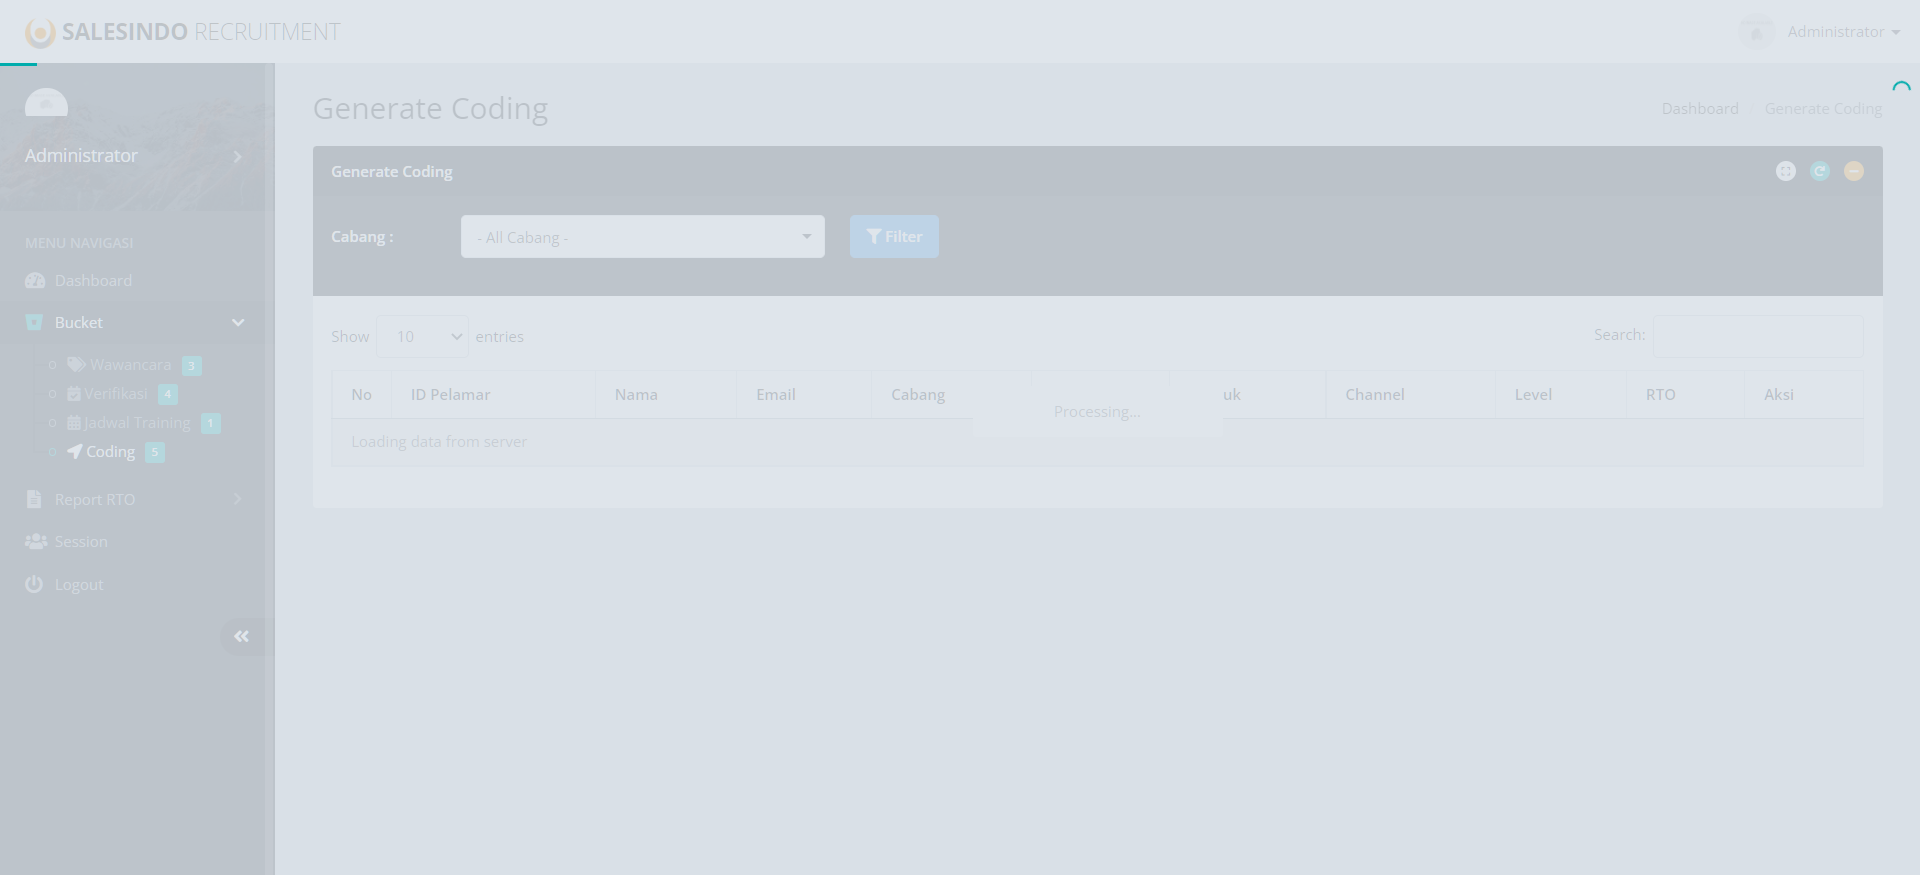 SALESINDO RECRUITMENT
Administrator
Administrator
MENU NAVIGASI
Dashboard
Bucket
Wawancara 3
Verifikasi 4
Jadwal Training 1
Coding 5
Report RTO
Session
Logout
Generate Coding
Dashboard / Generate Coding
Generate Coding
Cabang :
- All Cabang -
Filter
Show 10 entries
Search:
No ID Pelamar Nama Email Cabang uk Channel Level RTO Aksi
Processing...
Loading data from server